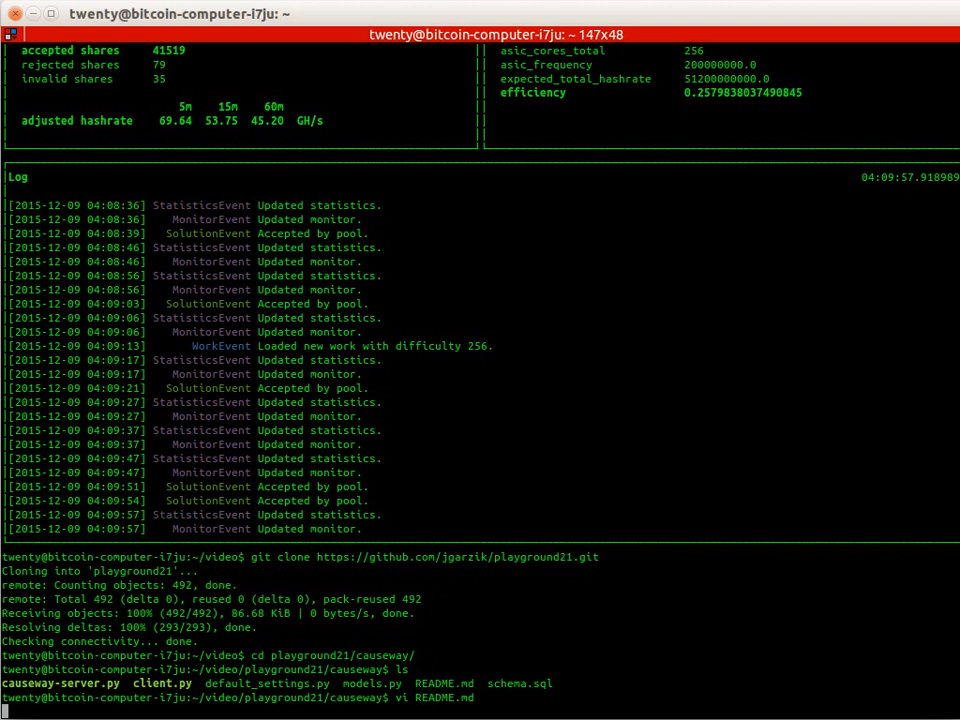 twenty@bitcoin-computer-i7ju: ~
twenty@bitcoin-computer-i7ju: ~ 147x48
accepted shares 41519
rejected shares 79
invalid shares 35
5m 15m 60m
adjusted hashrate 69.64 53.75 45.20 GH/s
asic_cores_total 256
asic_frequency 200000000.0
expected_total_hashrate 51200000000.0
efficiency 0.2579838037490845
Log 04:09:57.918989
[2015-12-09 04:08:36] StatisticsEvent Updated statistics.
[2015-12-09 04:08:36] MonitorEvent Updated monitor.
[2015-12-09 04:08:39] SolutionEvent Accepted by pool.
[2015-12-09 04:08:46] StatisticsEvent Updated statistics.
[2015-12-09 04:08:46] MonitorEvent Updated monitor.
[2015-12-09 04:08:56] StatisticsEvent Updated statistics.
[2015-12-09 04:08:56] MonitorEvent Updated monitor.
[2015-12-09 04:09:03] SolutionEvent Accepted by pool.
[2015-12-09 04:09:06] StatisticsEvent Updated statistics.
[2015-12-09 04:09:06] MonitorEvent Updated monitor.
[2015-12-09 04:09:13] WorkEvent Loaded new work with difficulty 256.
[2015-12-09 04:09:17] StatisticsEvent Updated statistics.
[2015-12-09 04:09:17] MonitorEvent Updated monitor.
[2015-12-09 04:09:21] SolutionEvent Accepted by pool.
[2015-12-09 04:09:27] StatisticsEvent Updated statistics.
[2015-12-09 04:09:27] MonitorEvent Updated monitor.
[2015-12-09 04:09:37] StatisticsEvent Updated statistics.
[2015-12-09 04:09:37] MonitorEvent Updated monitor.
[2015-12-09 04:09:47] StatisticsEvent Updated statistics.
[2015-12-09 04:09:47] MonitorEvent Updated monitor.
[2015-12-09 04:09:51] SolutionEvent Accepted by pool.
[2015-12-09 04:09:54] SolutionEvent Accepted by pool.
[2015-12-09 04:09:57] StatisticsEvent Updated statistics.
[2015-12-09 04:09:57] MonitorEvent Updated monitor.
twenty@bitcoin-computer-i7ju:~/video$ git clone https://github.com/jgarzik/playground21.git
Cloning into 'playground21'...
remote: Counting objects: 492, done.
remote: Total 492 (delta 0), reused 0 (delta 0), pack-reused 492
Receiving objects: 100% (492/492), 86.68 KiB | 0 bytes/s, done.
Resolving deltas: 100% (293/293), done.
Checking connectivity... done.
twenty@bitcoin-computer-i7ju:~/video$ cd playground21/causeway/
twenty@bitcoin-computer-i7ju:~/video/playground21/causeway$ ls
causeway-server.py client.py default_settings.py models.py README.md schema.sql
twenty@bitcoin-computer-i7ju:~/video/playground21/causeway$ vi README.md